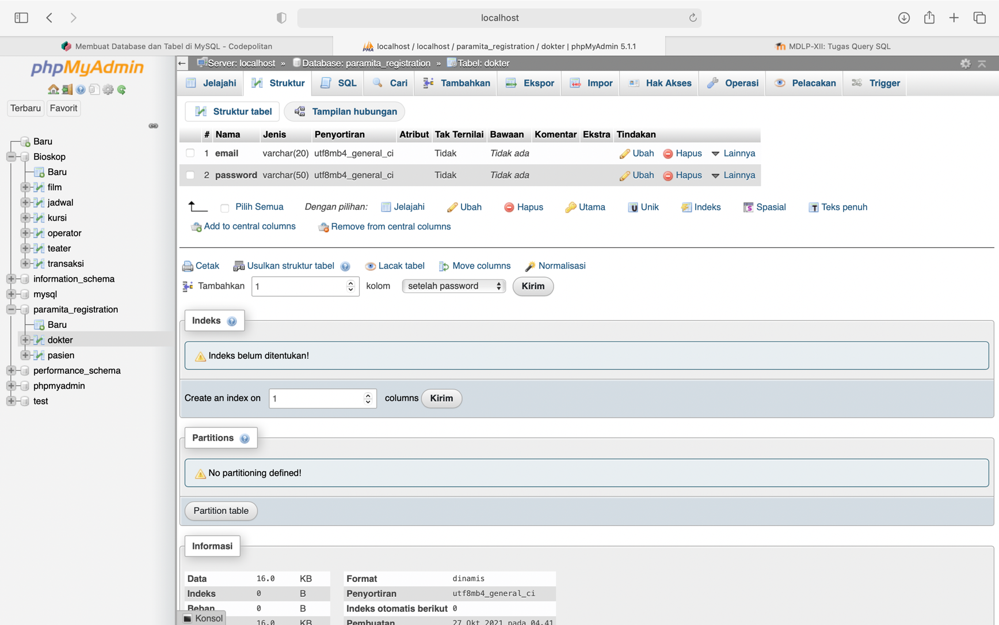 localhost
Membuat Database dan Tabel di MySQL - Codepolitan
localhost / localhost / paramita_registration / dokter | phpMyAdmin 5.1.1
MDLP-XII: Tugas Query SQL
phpMyAdmin
Terbaru Favorit
Baru
Bioskop
Baru
film
jadwal
kursi
operator
teater
transaksi
information_schema
mysql
paramita_registration
Baru
dokter
pasien
performance_schema
phpmyadmin
test
Server: localhost » Database: paramita_registration » Tabel: dokter
Jelajahi Struktur SQL Cari Tambahkan Ekspor Impor Hak Akses Operasi Pelacakan Trigger
Struktur tabel Tampilan hubungan
# Nama Jenis Penyortiran Atribut Tak Ternilai Bawaan Komentar Ekstra Tindakan
1 email varchar(20) utf8mb4_general_ci Tidak Tidak ada Ubah Hapus Lainnya
2 password varchar(50) utf8mb4_general_ci Tidak Tidak ada Ubah Hapus Lainnya
Pilih Semua Dengan pilihan: Jelajahi Ubah Hapus Utama Unik Indeks Spasial Teks penuh
Add to central columns Remove from central columns
Cetak Usulkan struktur tabel Lacak tabel Move columns Normalisasi
Tambahkan 1 kolom setelah password Kirim
Indeks
Indeks belum ditentukan!
Create an index on 1 columns Kirim
Partitions
No partitioning defined!
Partition table
Informasi
Data 16.0 KB Format dinamis
Indeks 0 B Penyortiran utf8mb4_general_ci
Beban 0 B Indeks otomatis berikut 0
16.0 KB Pembuatan 27 Okt 2021 pada 04.41
Konsol